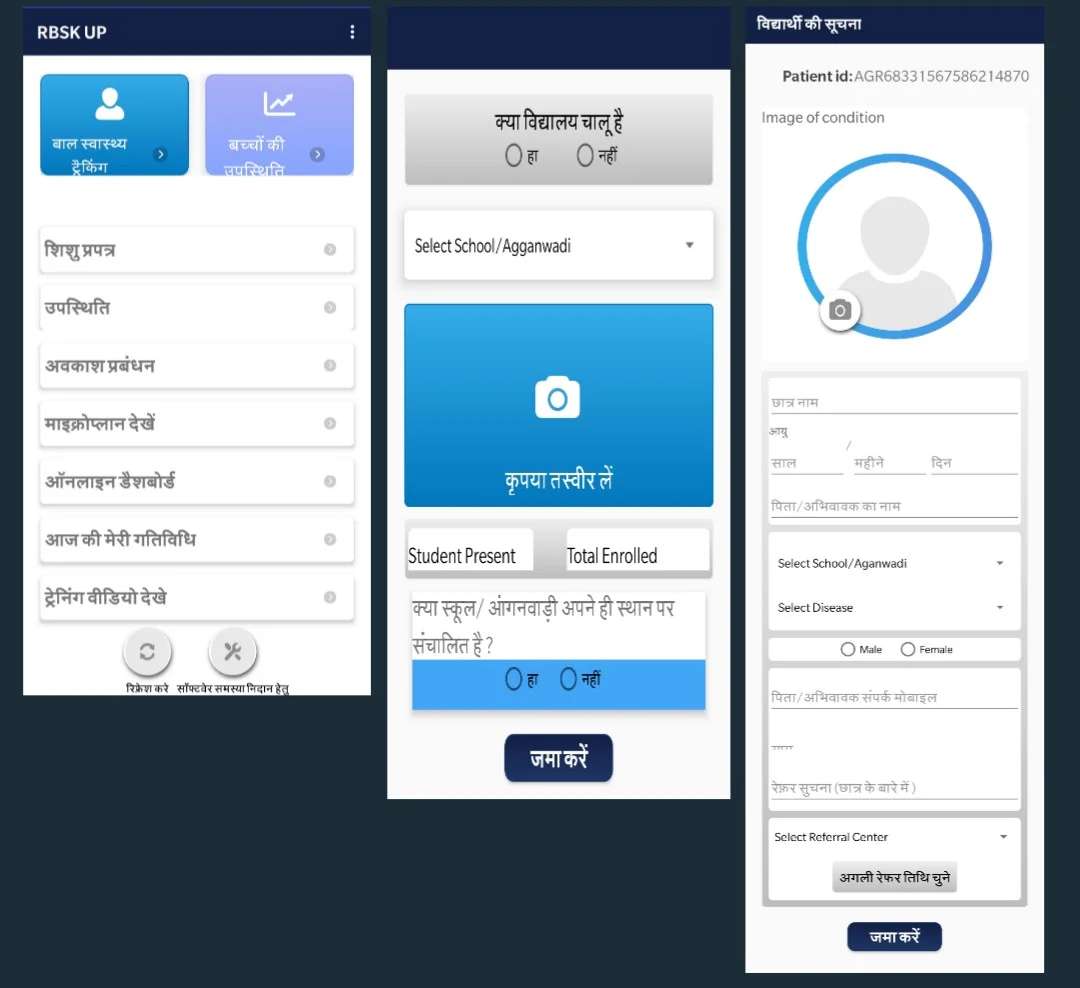 RBSK UP
बाल स्वास्थ्य
ट्रैकिंग
बच्चों की
उपस्थिति
शिशु प्रपत्र
उपस्थिति
अवकाश प्रबंधन
माइक्रोप्लान देखें
ऑनलाइन डैशबोर्ड
आज की मेरी गतिविधि
ट्रेनिंग वीडियो देखे
रिफ्रेश करे
सॉफ्टवेर समस्या निदान हेतु
क्या विद्यालय चालू है
हा
नहीं
Select School/Agganwadi
कृपया तस्वीर लें
Student Present
Total Enrolled
क्या स्कूल/ आंगनवाड़ी अपने ही स्थान पर
संचालित है ?
हा
नहीं
जमा करें
विद्यार्थी की सूचना
Patient id:AGR68331567586214870
Image of condition
छात्र नाम
आयु
साल
/
महीने
दिन
पिता/अभिवावक का नाम
Select School/Aganwadi
Select Disease
Male
Female
पिता/अभिवावक संपर्क मोबाइल
रेफ़र सुचना (छात्र के बारे में )
Select Referral Center
अगली रेफर तिथि चुने
जमा करें